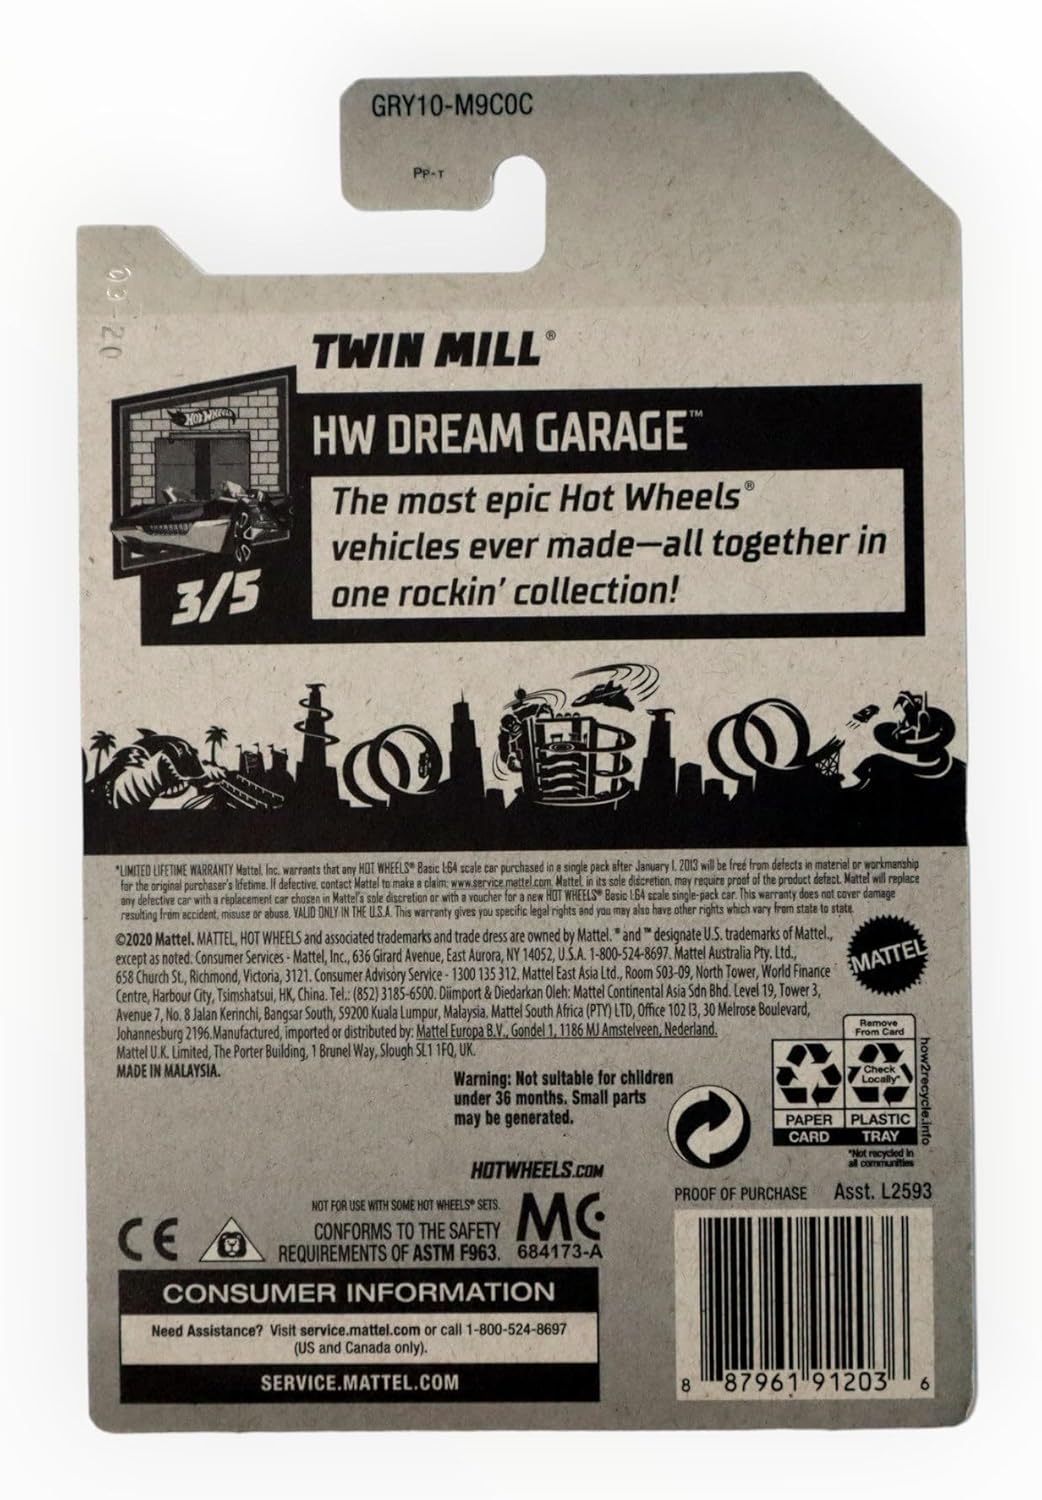 GRY10-M9C0C
PP-T
03-20
TWIN MILL®
HOT WHEELS
HW DREAM GARAGE™
The most epic Hot Wheels®
vehicles ever made—all together in
one rockin' collection!
3/5
*LIMITED LIFETIME WARRANTY Mattel, Inc. warrants that any HOT WHEELS® Basic 1:64 scale car purchased in a single pack after January 1, 2013 will be free from defects in material or workmanship
for the original purchaser's lifetime. If defective, contact Mattel to make a claim: www.service.mattel.com. Mattel, in its sole discretion, may require proof of the product defect. Mattel will replace
any defective car with a replacement car chosen in Mattel's sole discretion or with a voucher for a new HOT WHEELS® Basic 1:64 scale single-pack car. This warranty does not cover damage
resulting from accident, misuse or abuse. VALID ONLY IN THE U.S.A. This warranty gives you specific legal rights and you may also have other rights which vary from state to state.
©2020 Mattel. MATTEL, HOT WHEELS and associated trademarks and trade dress are owned by Mattel. ® and ™ designate U.S. trademarks of Mattel,
except as noted. Consumer Services - Mattel, Inc., 636 Girard Avenue, East Aurora, NY 14052, U.S.A. 1-800-524-8697. Mattel Australia Pty. Ltd.,
658 Church St., Richmond, Victoria, 3121. Consumer Advisory Service - 1300 135 312. Mattel East Asia Ltd., Room 503-09, North Tower, World Finance
Centre, Harbour City, Tsimshatsui, HK, China. Tel.: (852) 3185-6500. Diimport & Diedarkan Oleh: Mattel Continental Asia Sdn Bhd. Level 19, Tower 3,
Avenue 7, No. 8 Jalan Kerinchi, Bangsar South, 59200 Kuala Lumpur, Malaysia. Mattel South Africa (PTY) LTD, Office 102 I3, 30 Melrose Boulevard,
Johannesburg 2196. Manufactured, imported or distributed by: Mattel Europa B.V., Gondel 1, 1186 MJ Amstelveen, Nederland.
Mattel U.K. Limited, The Porter Building, 1 Brunel Way, Slough SL1 1FQ, UK.
MADE IN MALAYSIA.
MATTEL
Warning: Not suitable for children
under 36 months. Small parts
may be generated.
Remove
From Card
Check
Locally*
PAPER PLASTIC
CARD TRAY
how2recycle.info
*Not recycled in
all communities
HOTWHEELS.COM
NOT FOR USE WITH SOME HOT WHEELS® SETS.
CE
CONFORMS TO THE SAFETY
REQUIREMENTS OF ASTM F963.
MC
684173-A
PROOF OF PURCHASE Asst. L2593
CONSUMER INFORMATION
Need Assistance? Visit service.mattel.com or call 1-800-524-8697
(US and Canada only).
SERVICE.MATTEL.COM
8 87961 91203 6